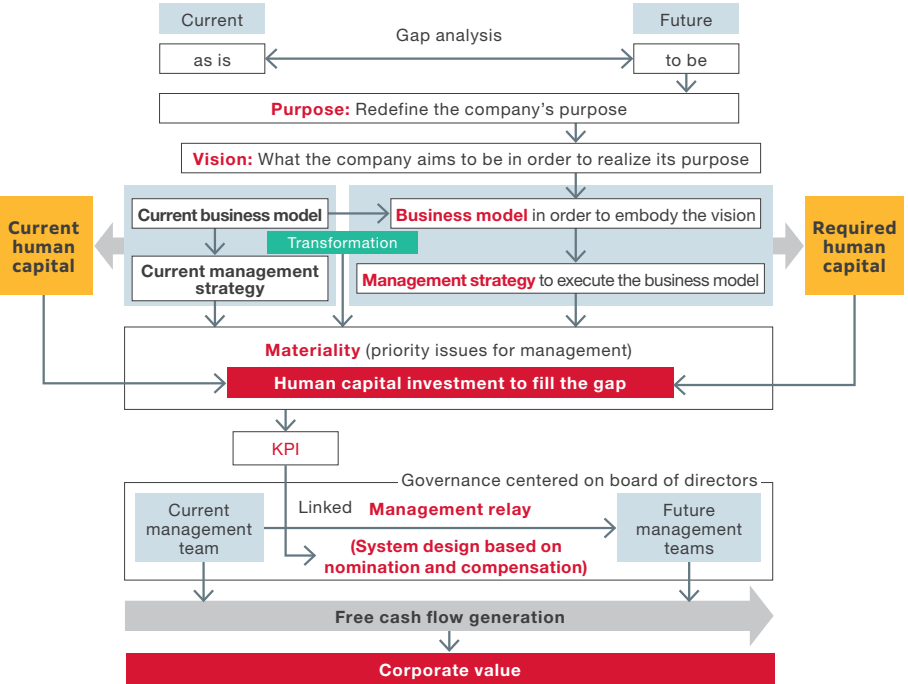 Current
Future
Gap analysis
as is
to be
Purpose: Redefine the company’s purpose
Vision: What the company aims to be in order to realize its purpose
Current
human
capital
Current business model
Business model in order to embody the vision
Required
human
capital
Transformation
Current management
strategy
Management strategy to execute the business model
Materiality (priority issues for management)
Human capital investment to fill the gap
KPI
Governance centered on board of directors
Current
management
team
Linked
Management relay
(System design based on
nomination and compensation)
Future
management
teams
Free cash flow generation
Corporate value